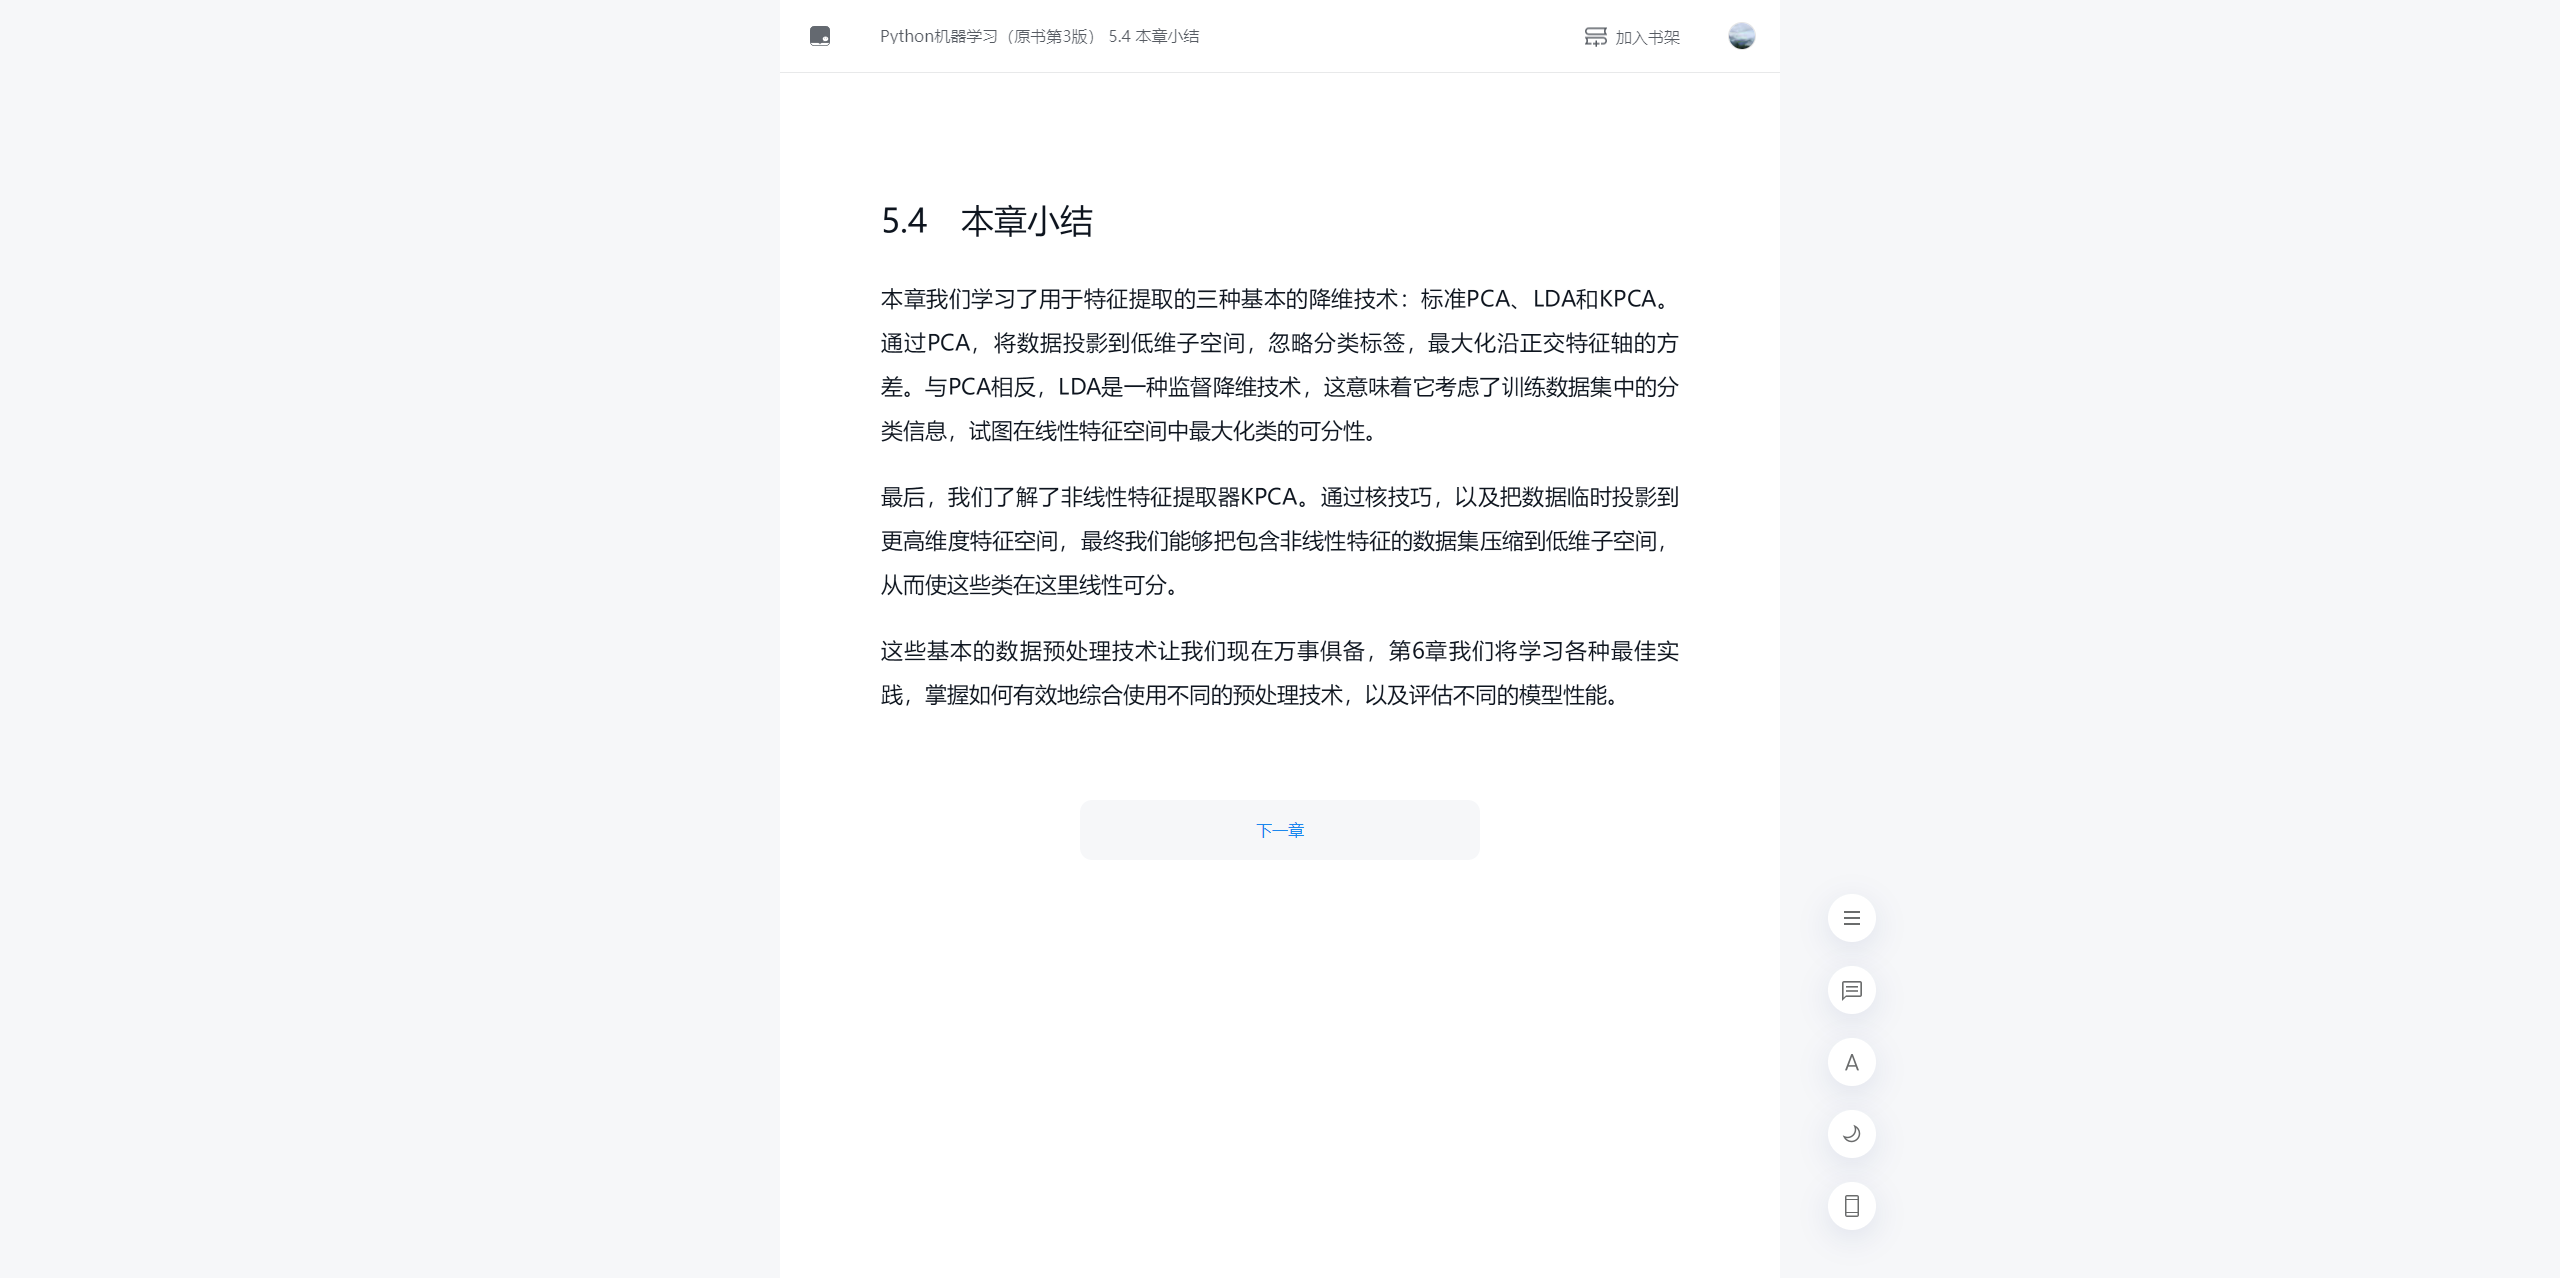 Python机器学习（原书第3版） 5.4 本章小结
加入书架
5.4 本章小结
本章我们学习了用于特征提取的三种基本的降维技术：标准PCA、LDA和KPCA。
通过PCA，将数据投影到低维子空间，忽略分类标签，最大化沿正交特征轴的方
差。与PCA相反，LDA是一种监督降维技术，这意味着它考虑了训练数据集中的分
类信息，试图在线性特征空间中最大化类的可分性。
最后，我们了解了非线性特征提取器KPCA。通过核技巧，以及把数据临时投影到
更高维度特征空间，最终我们能够把包含非线性特征的数据集压缩到低维子空间，
从而使这些类在这里线性可分。
这些基本的数据预处理技术让我们现在万事俱备，第6章我们将学习各种最佳实
践，掌握如何有效地综合使用不同的预处理技术，以及评估不同的模型性能。
下一章
A